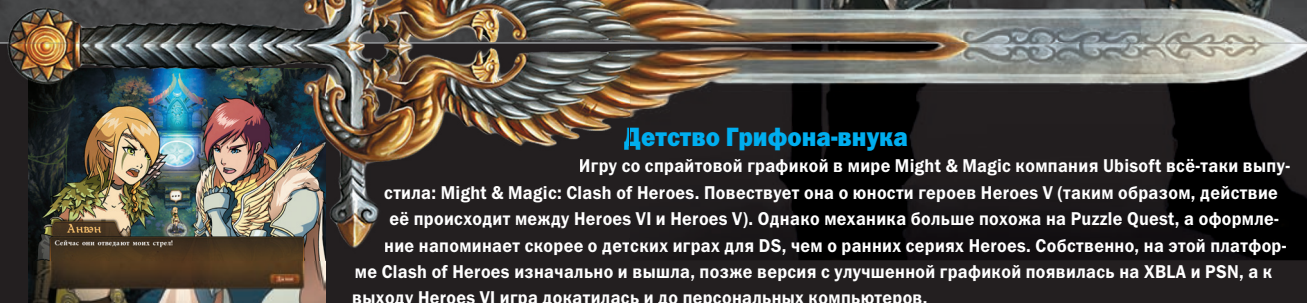 Детство Грифона-внука
Игру со спрайтовой графикой в мире Might & Magic компания Ubisoft всё-таки выпу-
стила: Might & Magic: Clash of Heroes. Повествует она о юности героев Heroes V (таким образом, действие
её происходит между Heroes VI и Heroes V). Однако механика больше похожа на Puzzle Quest, а оформле-
ние напоминает скорее о детских играх для DS, чем о ранних сериях Heroes. Собственно, на этой платфор-
ме Clash of Heroes изначально и вышла, позже версия с улучшенной графикой появилась на XBLA и PSN, а к
выходу Heroes VI игра докатилась и до персональных компьютеров.
Анвэн
Сейчас они отведают моих стрел!
Далее